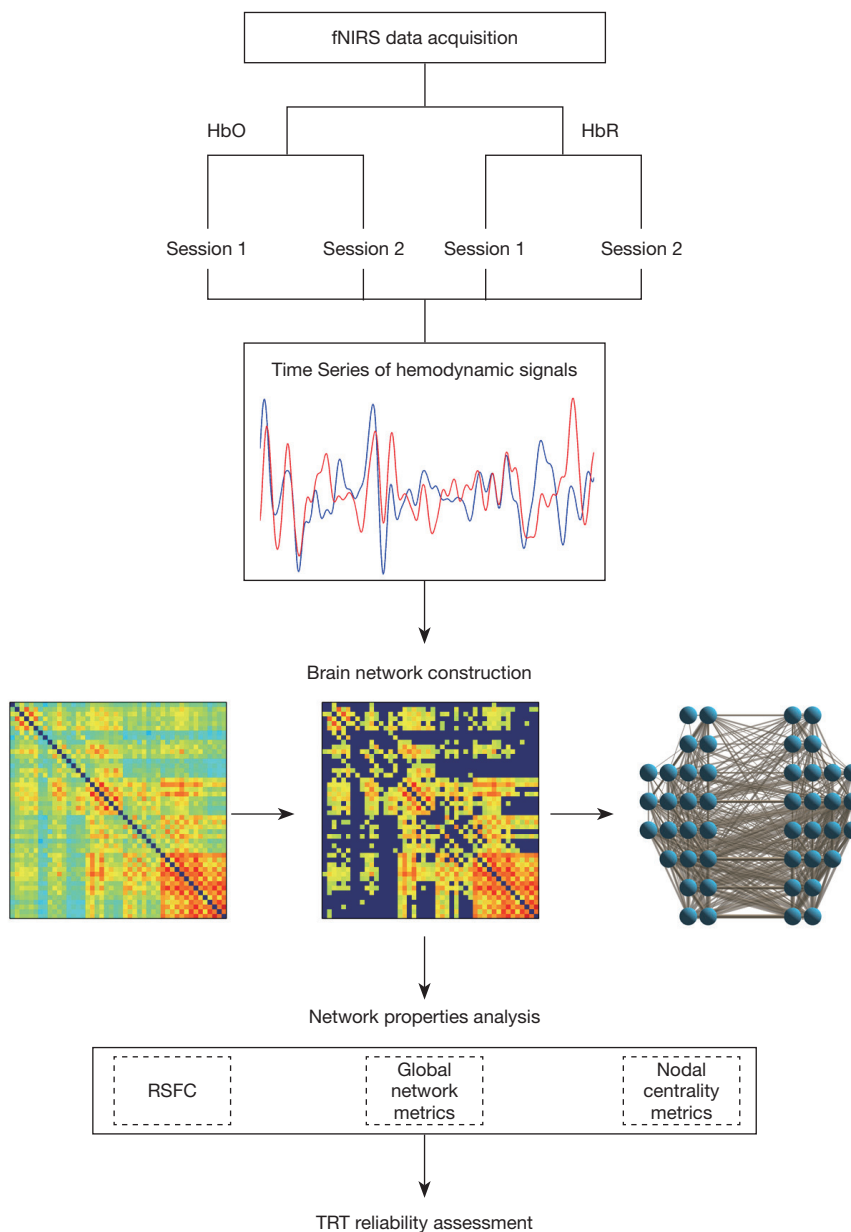 fNIRS data acquisition
HbO
HbR
Session 1
Session 2
Session 1
Session 2
Time Series of hemodynamic signals
Brain network construction
Network properties analysis
RSFC
Global
network
metrics
Nodal
centrality
metrics
TRT reliability assessment